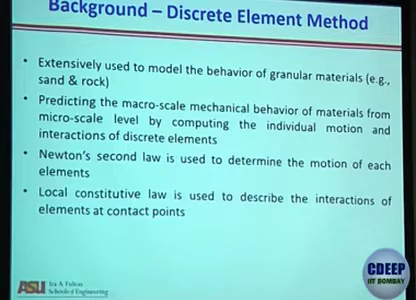 Background – Discrete Element Method
• Extensively used to model the behavior of granular materials (e.g.,
sand & rock)
• Predicting the macro-scale mechanical behavior of materials from
micro-scale level by computing the individual motion and
interactions of discrete elements
• Newton's second law is used to determine the motion of each
elements
• Local constitutive law is used to describe the interactions of
elements at contact points
ASU Ira A. Fulton
Schools of Engineering
CDEEP
IIT BOMBAY